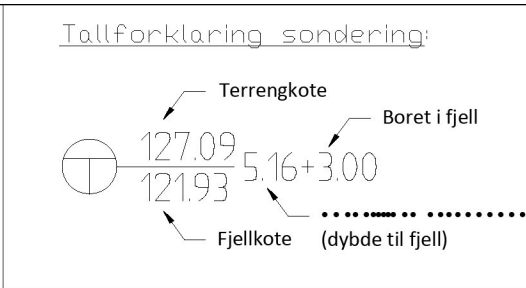 Tallforklaring sondering:
Terrengkote
Boret i fjell
127.09
5.16+3.00
121.93
Fjellkote
(dybde til fjell)